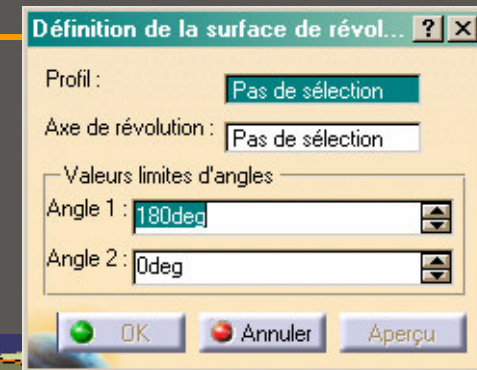 Définition de la surface de révol... ? X
Profil : Pas de sélection
Axe de révolution : Pas de sélection
Valeurs limites d'angles
Angle 1 : 180deg
Angle 2 : 0deg
OK Annuler Aperçu